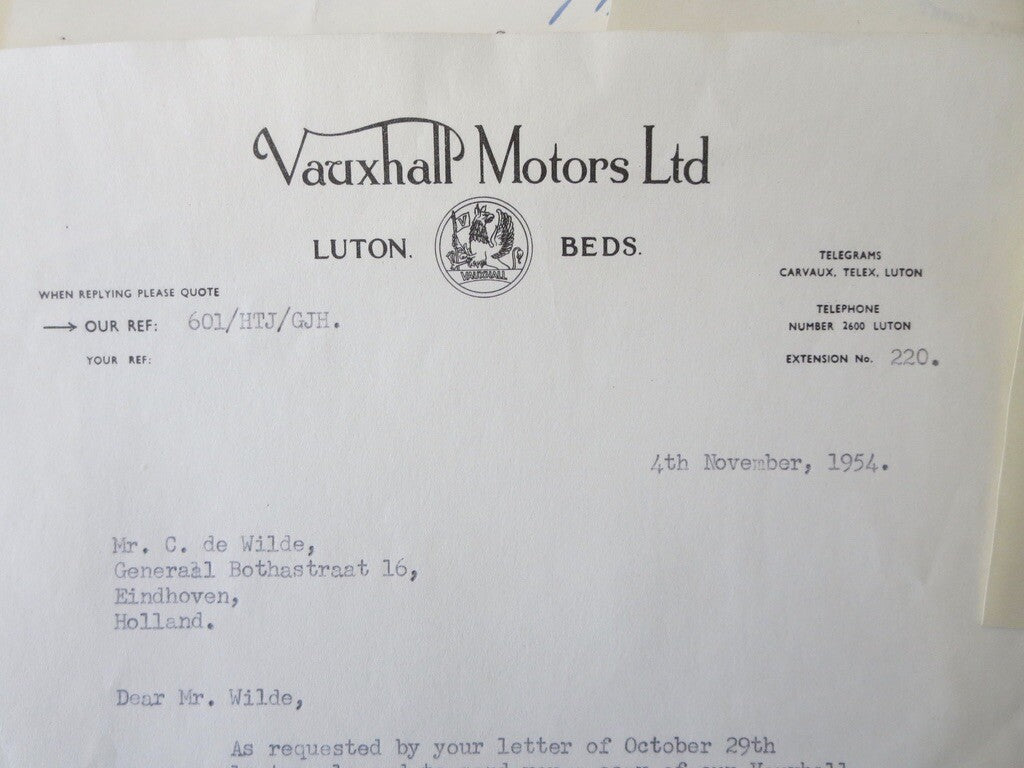 Vauxhall Motors Ltd
LUTON. BEDS.
VAUXHALL
TELEGRAMS
CARVAUX, TELEX, LUTON
WHEN REPLYING PLEASE QUOTE
→ OUR REF: 601/HTJ/GJH.
YOUR REF:
TELEPHONE
NUMBER 2600 LUTON
EXTENSION No. 220.
4th November, 1954.
Mr. C. de Wilde,
Generaal Bothastraat 16,
Eindhoven,
Holland.
Dear Mr. Wilde,
As requested by your letter of October 29th